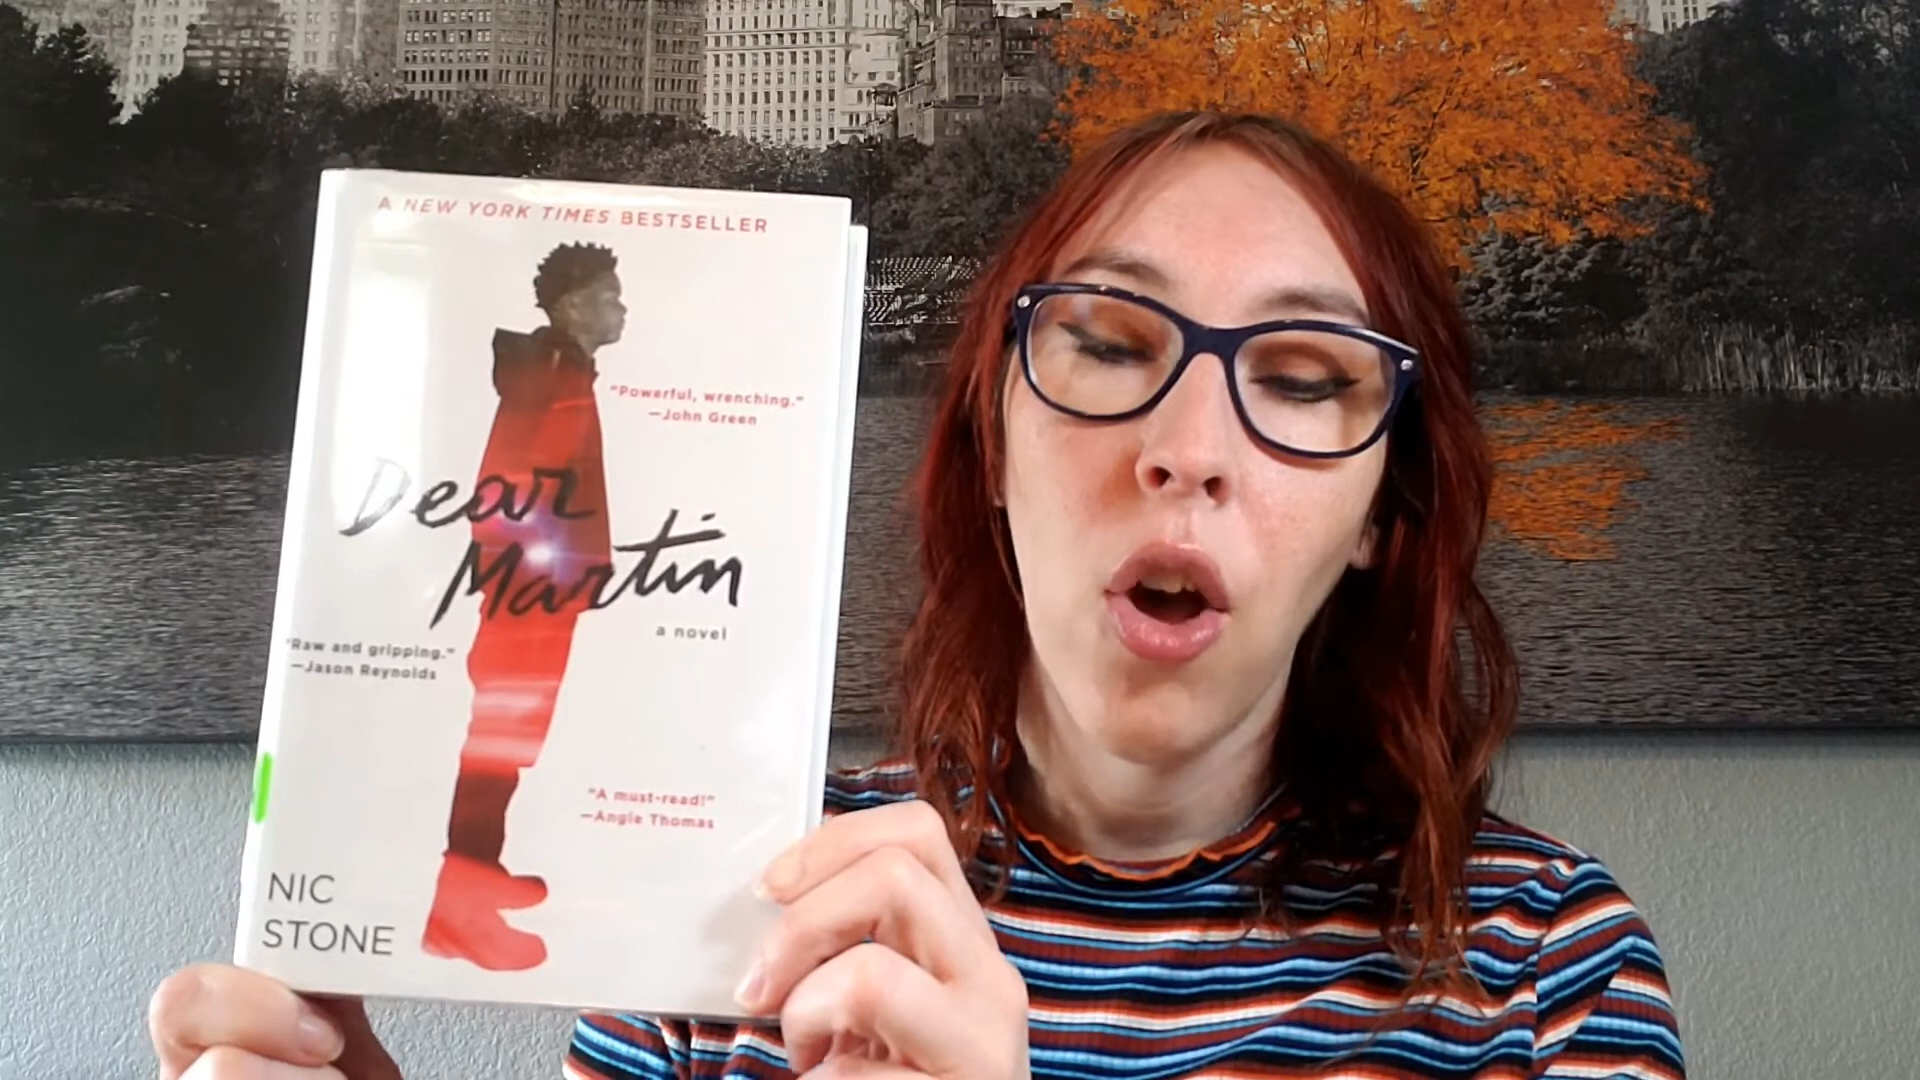 A NEW YORK TIMES BESTSELLER
"Powerful, wrenching."
—John Green
Dear
Martin
a novel
"Raw and gripping."
—Jason Reynolds
"A must-read!"
—Angie Thomas
NIC
STONE